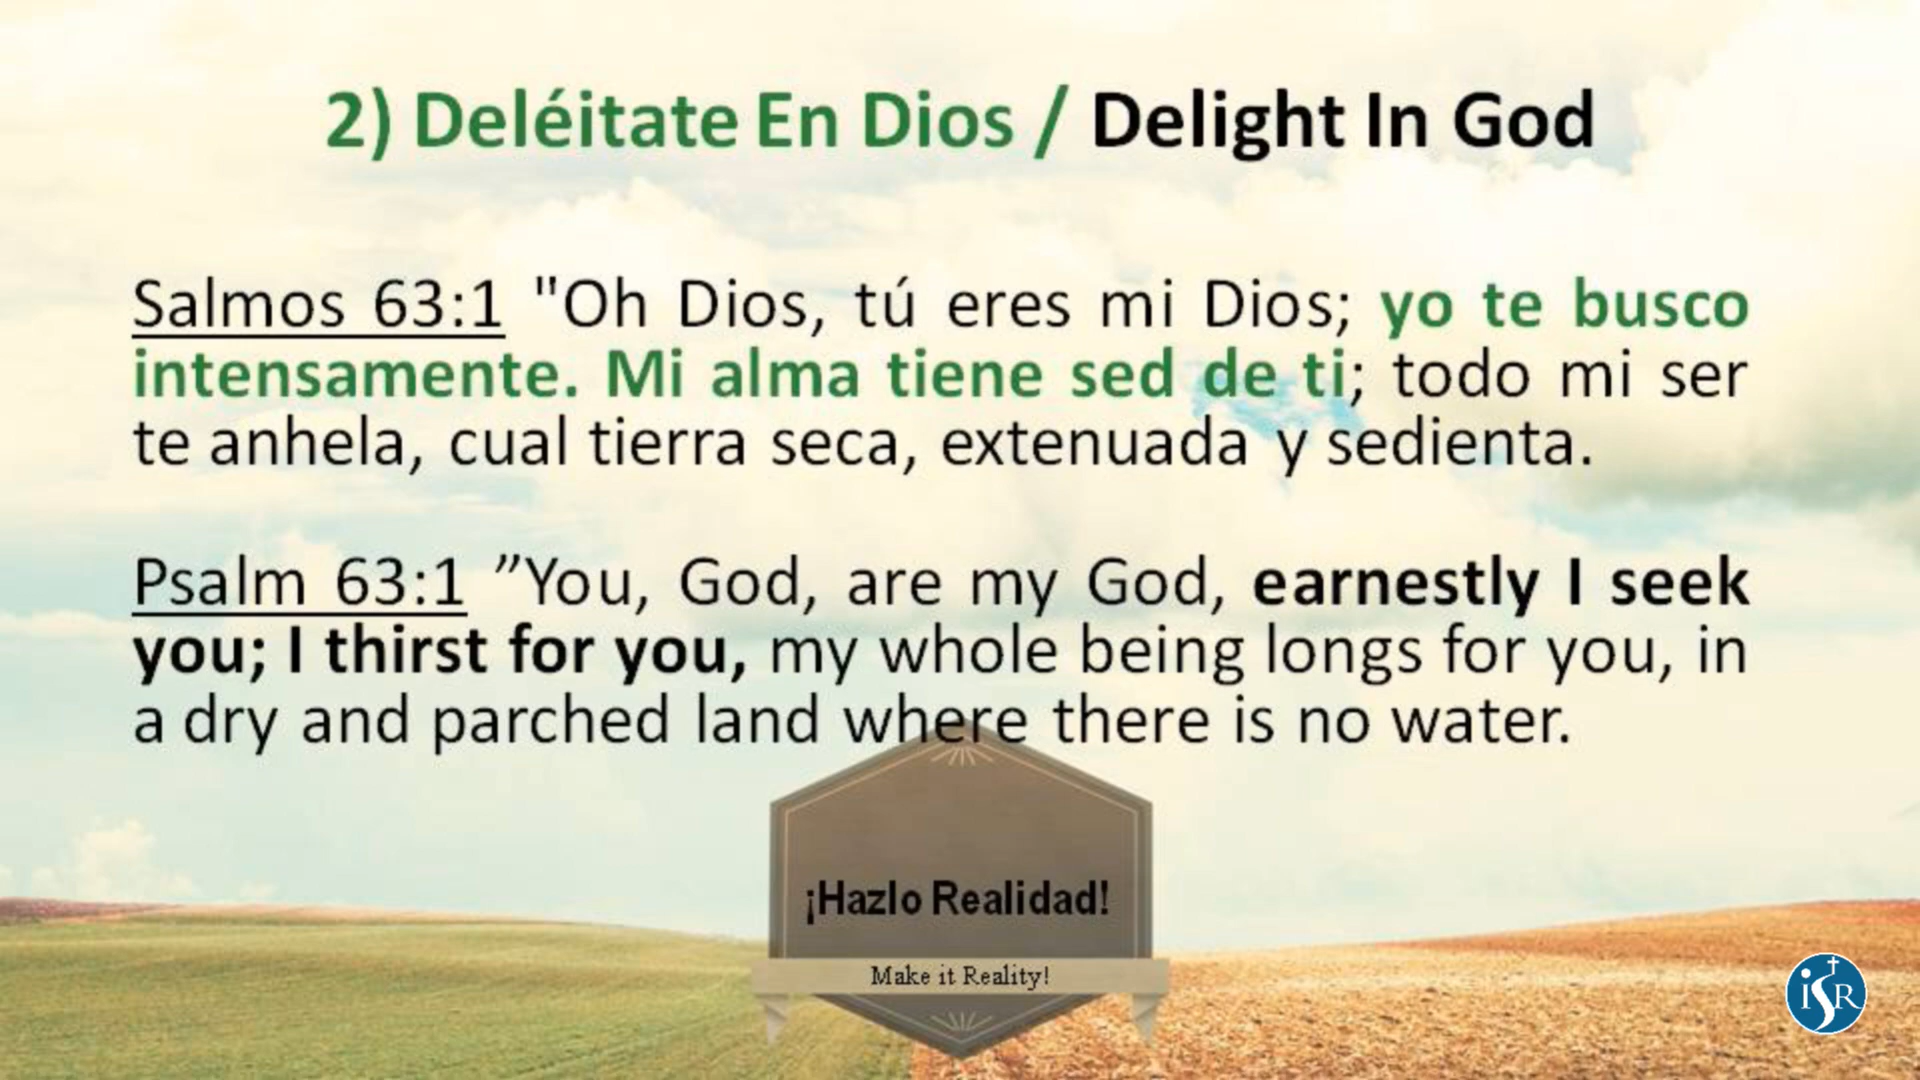 2) Deléitate En Dios / Delight In God
Salmos 63:1 "Oh Dios, tú eres mi Dios; yo te busco
intensamente. Mi alma tiene sed de ti; todo mi ser
te anhela, cual tierra seca, extenuada y sedienta.
Psalm 63:1 ”You, God, are my God, earnestly I seek
you; I thirst for you, my whole being longs for you, in
a dry and parched land where there is no water.
¡Hazlo Realidad!
Make it Reality!
iSR